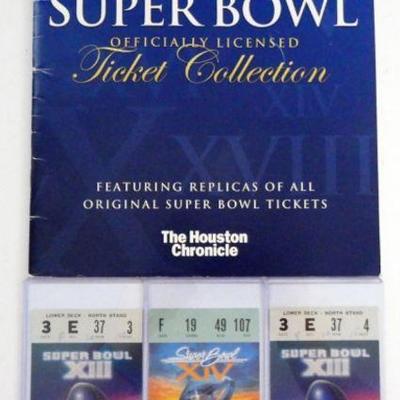 SUPER BOWL
OFFICIALLY LICENSED
Ticket Collection
FEATURING REPLICAS OF ALL
ORIGINAL SUPER BOWL TICKETS
The Houston
Chronicle
LOWER DECK - NORTH STAND
3 E 37 3
SUPER BOWL
XIII
F 19 49 107
Super Bowl
XIV
LOWER DECK - NORTH STAND
3 E 37 4
SUPER BOWL
XIII